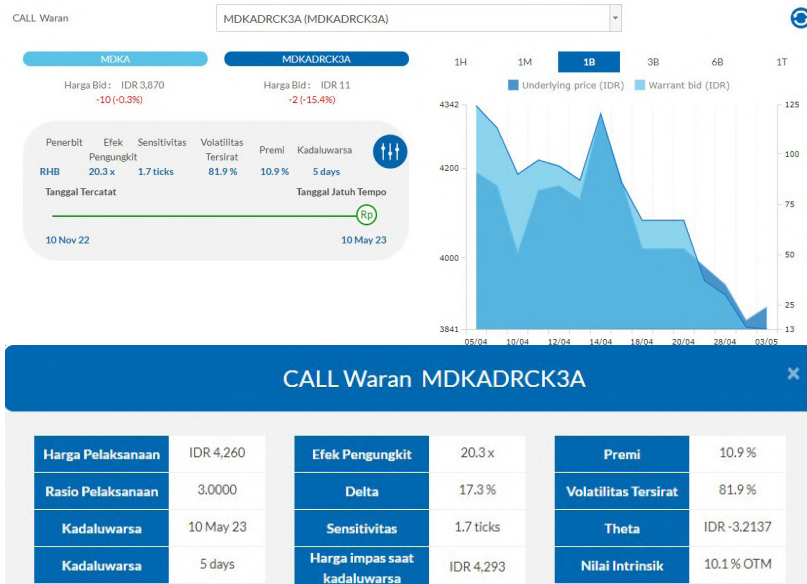 CALL Waran
MDKADRCK3A (MDKADRCK3A)
MDKA
MDKADRCK3A
Harga Bid : IDR 3,870
Harga Bid : IDR 11
-10 (-0.3%)
-2 (-15.4%)
Penerbit Efek Pengungkit Sensitivitas Volatilitas Tersirat Premi Kadaluwarsa
RHB 20.3 x 1.7 ticks 81.9 % 10.9 % 5 days
Tanggal Tercatat Tanggal Jatuh Tempo
Rp
10 Nov 22 10 May 23
1H 1M 1B 3B 6B 1T
Underlying price (IDR) Warrant bid (IDR)
4342 125
100
4200
75
4000 50
25
3841 13
05/04 10/04 12/04 14/04 18/04 20/04 28/04 03/05
CALL Waran MDKADRCK3A
×
Harga Pelaksanaan IDR 4,260 Efek Pengungkit 20.3 x Premi 10.9 %
Rasio Pelaksanaan 3.0000 Delta 17.3 % Volatilitas Tersirat 81.9 %
Kadaluwarsa 10 May 23 Sensitivitas 1.7 ticks Theta IDR -3.2137
Kadaluwarsa 5 days Harga impas saat kadaluwarsa IDR 4,293 Nilai Intrinsik 10.1 % OTM